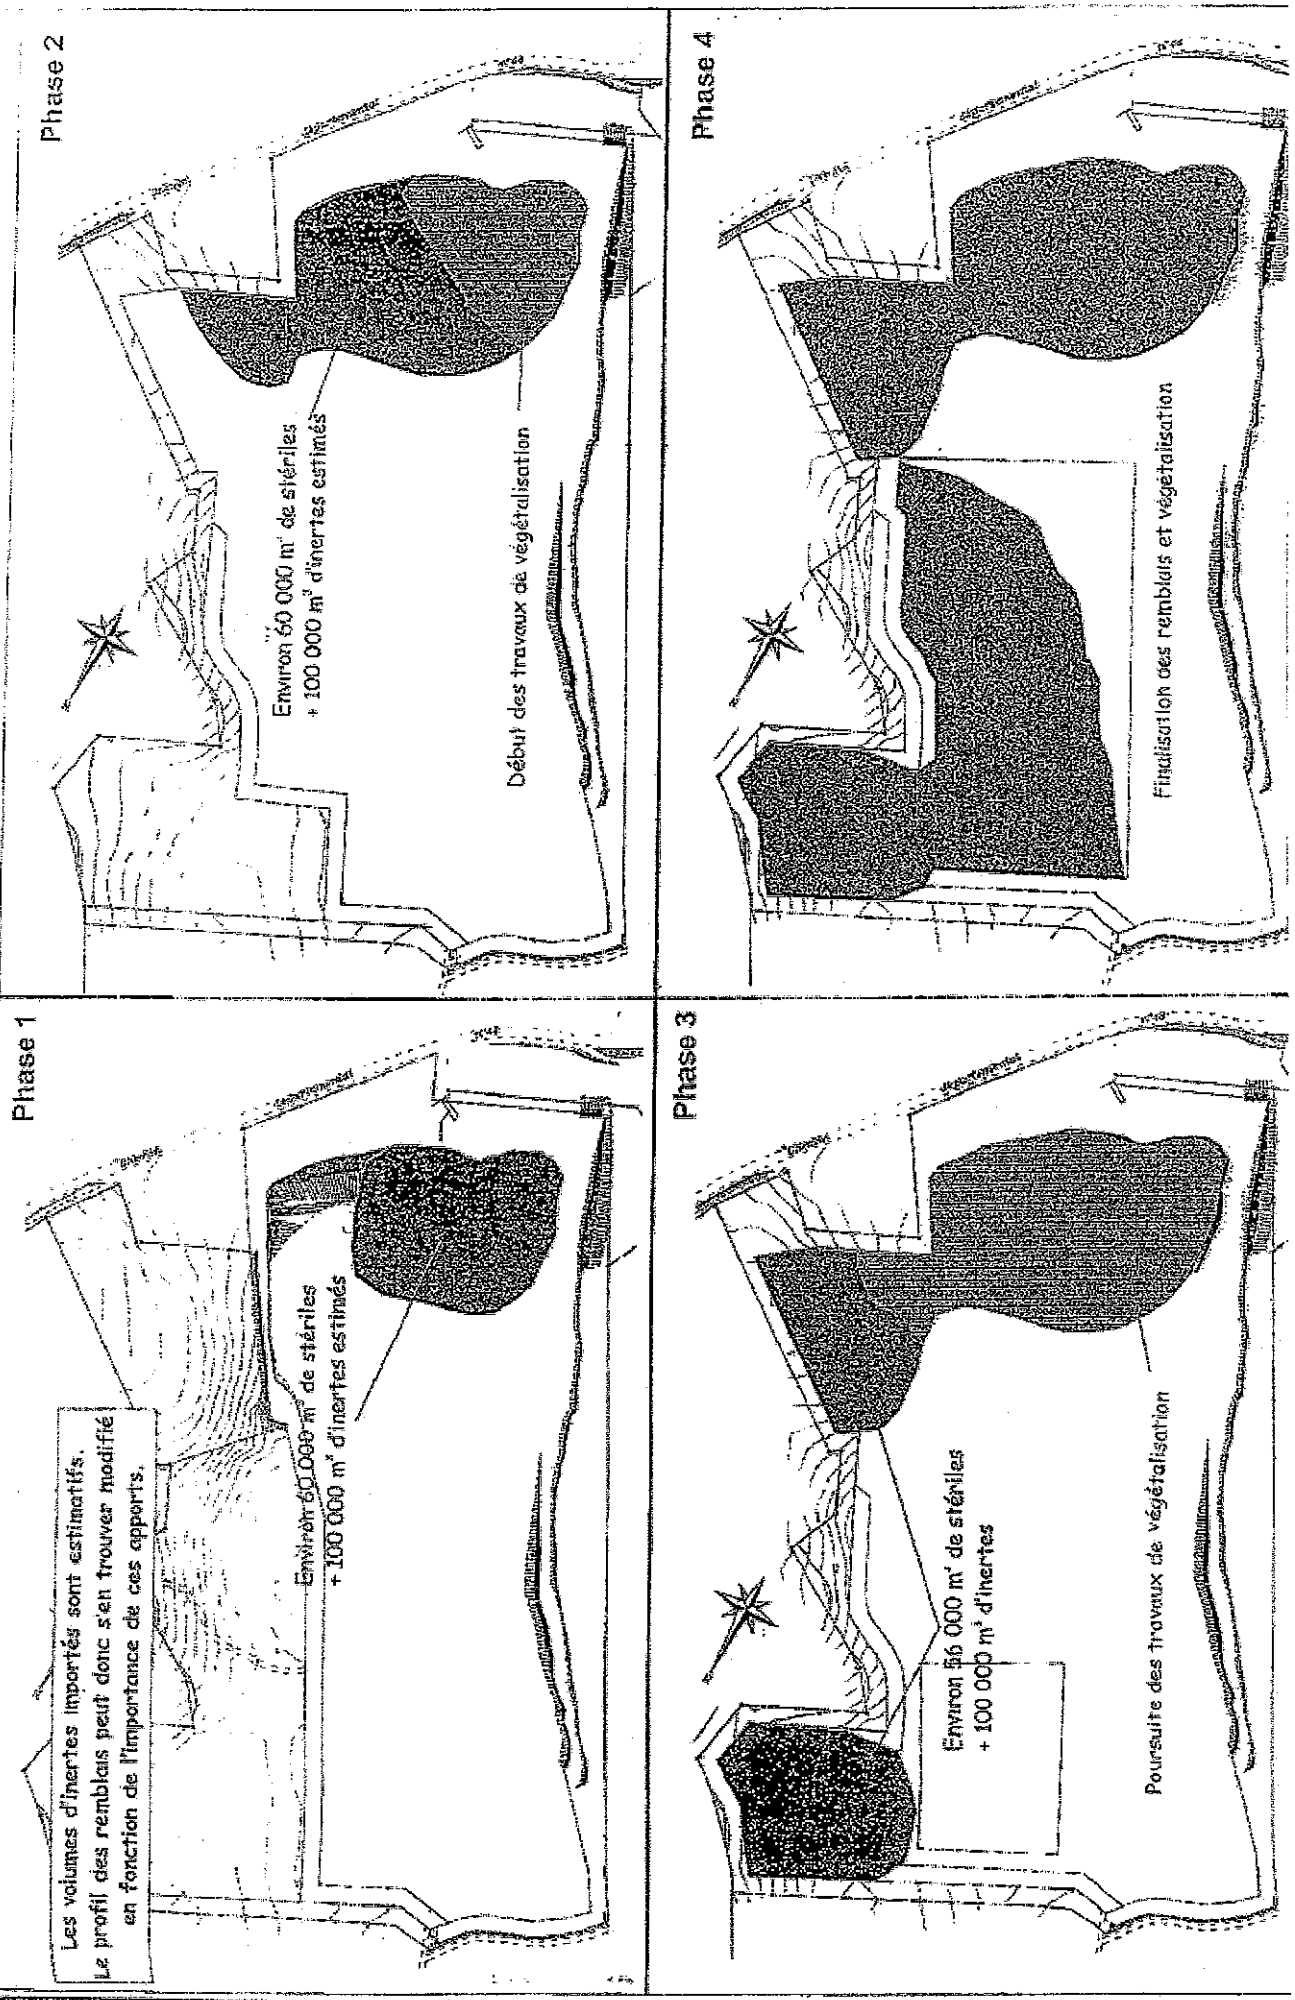 Phase 1
Les volumes d'inertes importés sont estimatifs.
Le profil des remblais peut donc s'en trouver modifié
en fonction de l'importance de ces apports.
Environ 60 000 m³ de stériles
+ 100 000 m³ d'inertes estimés
Phase 2
Environ 60 000 m³ de stériles
+ 100 000 m³ d'inertes estimés
Début des travaux de végétalisation
Phase 3
Environ 56 000 m³ de stériles
+ 100 000 m³ d'inertes
Poursuite des travaux de végétalisation
Phase 4
Finalisation des remblais et végétalisation